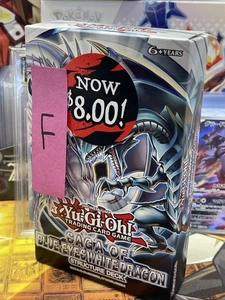 6+ YEARS
NOW
$8.00!
F
Yu-Gi-Oh!
TRADING CARD GAME
SAGA OF
BLUE-EYES WHITE DRAGON
STRUCTURE DECK